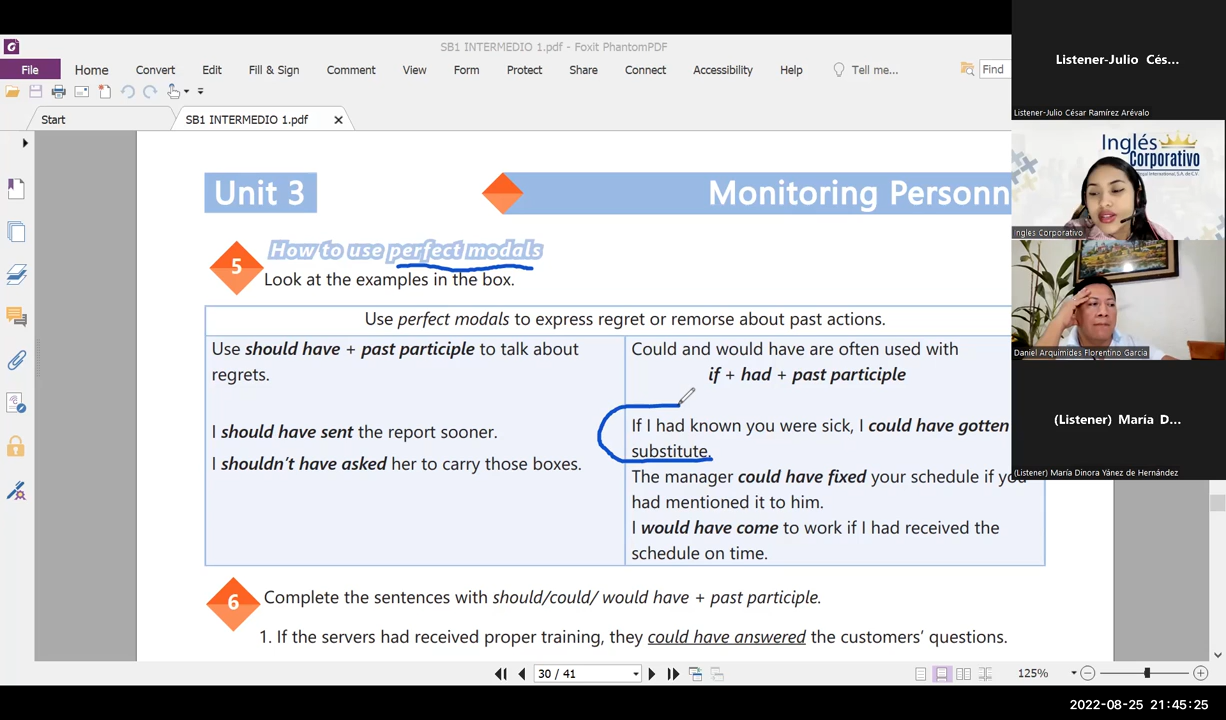 SB1 INTERMEDIO 1.pdf - Foxit PhantomPDF
File Home Convert Edit Fill & Sign Comment View Form Protect Share Connect Accessibility Help Tell me... Find
Start SB1 INTERMEDIO 1.pdf
Unit 3 Monitoring Personn
How to use perfect modals
5 Look at the examples in the box.
Use perfect modals to express regret or remorse about past actions.
Use should have + past participle to talk about
regrets.
I should have sent the report sooner.
I shouldn't have asked her to carry those boxes.
Could and would have are often used with
if + had + past participle
If I had known you were sick, I could have gotten
substitute.
The manager could have fixed your schedule if you
had mentioned it to him.
I would have come to work if I had received the
schedule on time.
6 Complete the sentences with should/could/ would have + past participle.
1. If the servers had received proper training, they could have answered the customers' questions.
30 / 41
125%
Listener-Julio Cés...
Listener-Julio César Ramírez Arévalo
Inglés
Corporativo
Ingles Corporativo
Daniel Arquimides Florentino Garcia
(Listener) María D...
(Listener) María Dinora Yánez de Hernández
2022-08-25 21:45:25